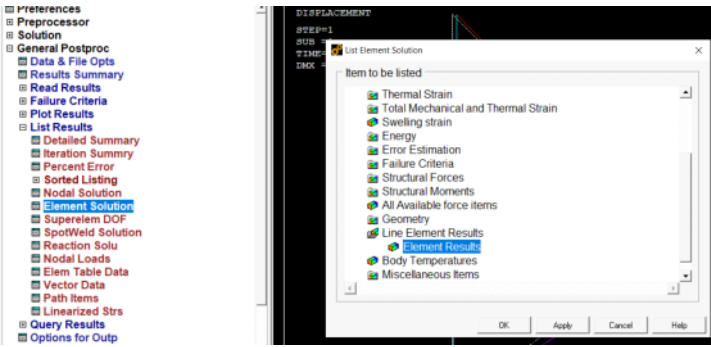 Preferences
Preprocessor
Solution
General Postproc
Data & File Opts
Results Summary
Read Results
Failure Criteria
Plot Results
List Results
Detailed Summary
Iteration Summry
Percent Error
Sorted Listing
Nodal Solution
Element Solution
Superelem DOF
SpotWeld Solution
Reaction Solu
Nodal Loads
Elem Table Data
Vector Data
Path Items
Linearized Strs
Query Results
Options for Outp
DISPLACEMENT
STEP=1
SUB =
TIME=
DMX =
List Element Solution
Item to be listed
Thermal Strain
Total Mechanical and Thermal Strain
Swelling strain
Energy
Error Estimation
Failure Criteria
Structural Forces
Structural Moments
All Available force items
Geometry
Line Element Results
Element Results
Body Temperatures
Miscellaneous Items
OK Apply Cancel Help